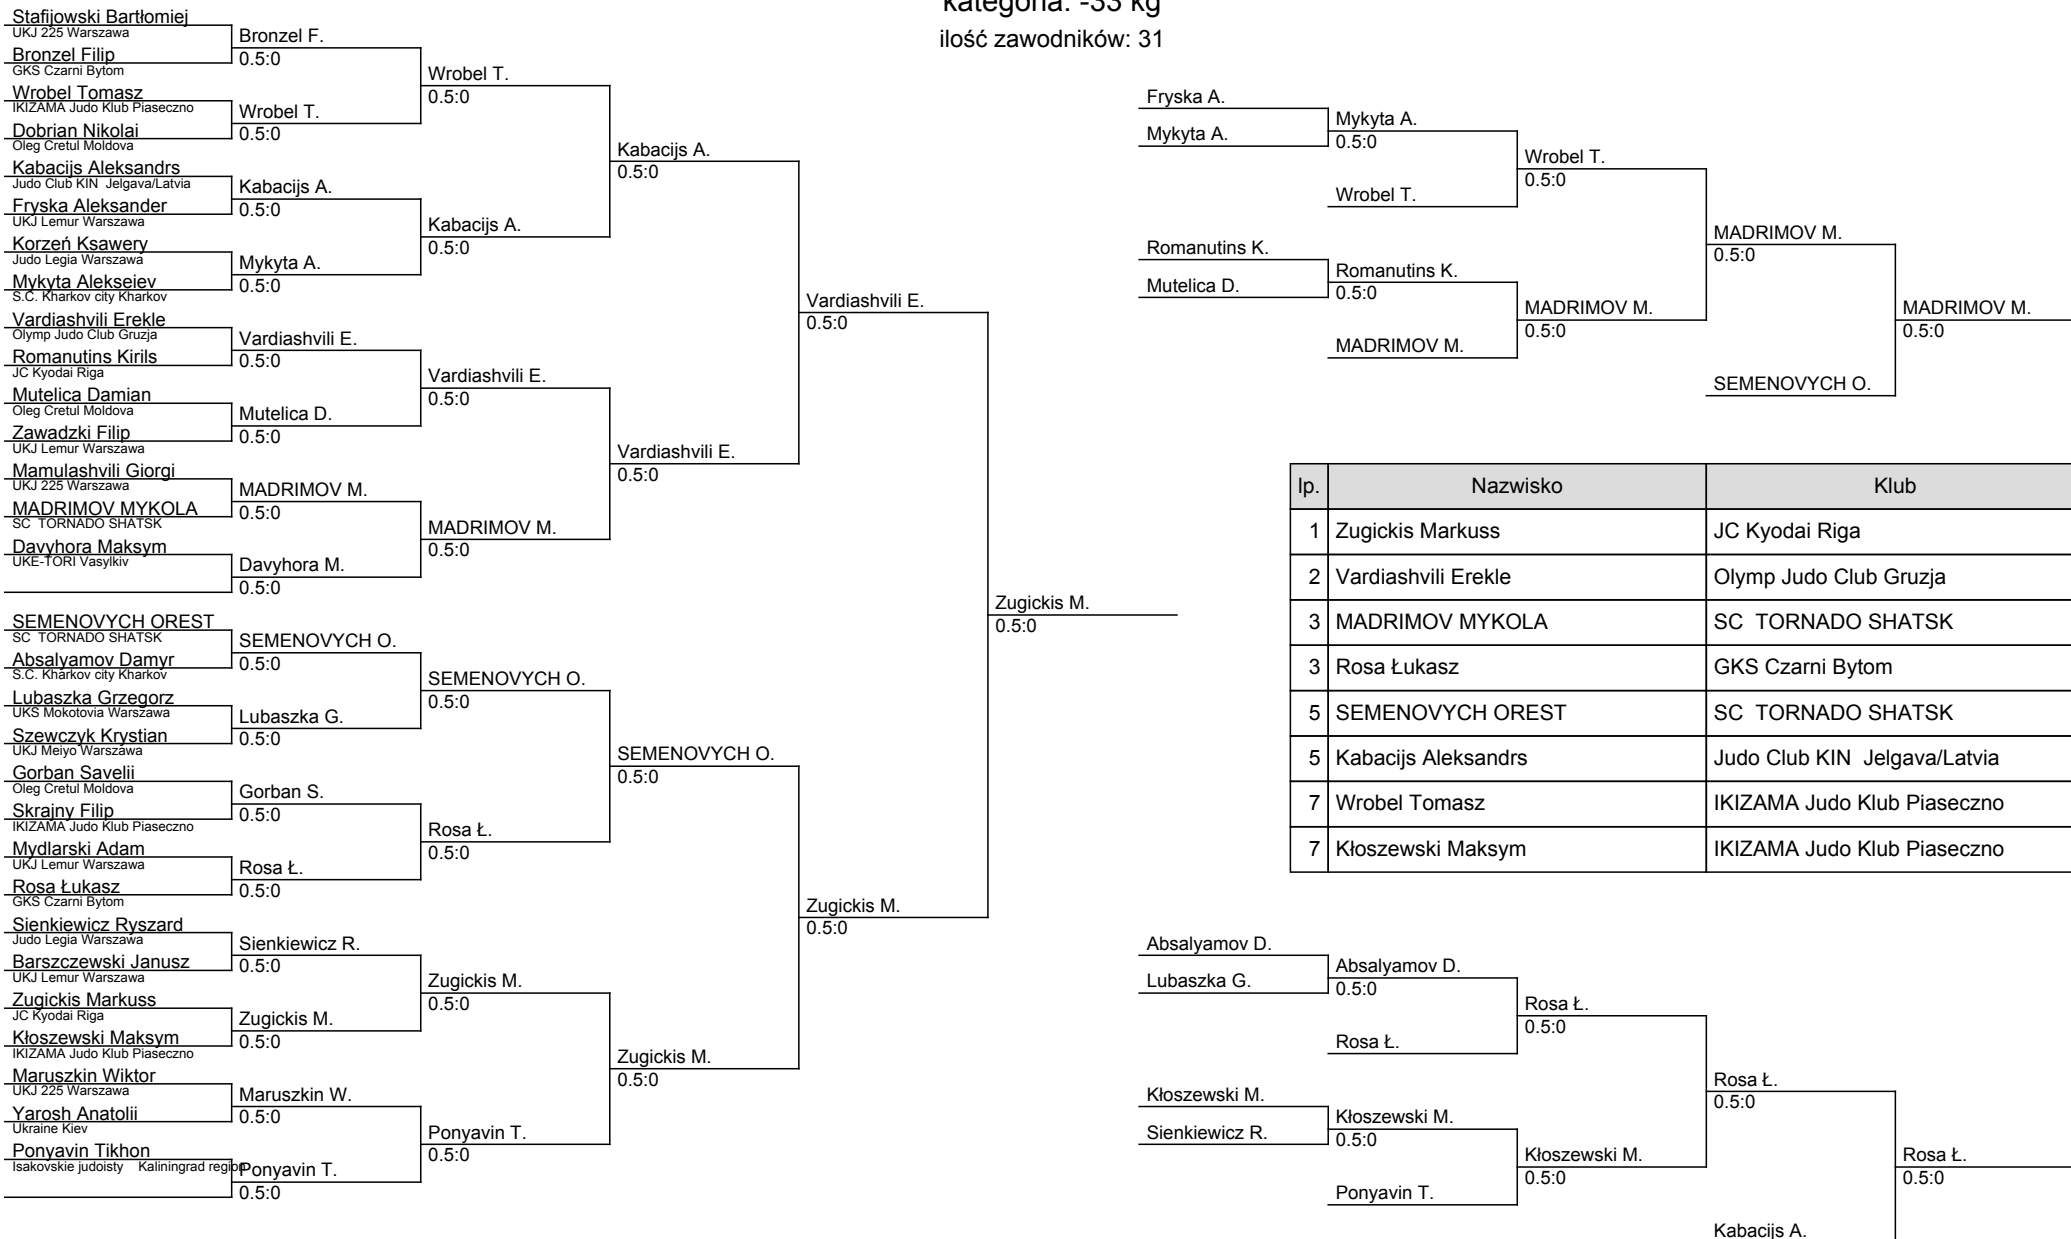 kategoria: -33 kg
ilość zawodników: 31
Stafijowski Bartłomiej
UKJ 225 Warszawa
Bronzel Filip
GKS Czarni Bytom
Wrobel Tomasz
IKIZAMA Judo Klub Piaseczno
Dobrian Nikolai
Oleg Cretul Moldova
Kabacijs Aleksandrs
Judo Club KIN Jelgava/Latvia
Fryska Aleksander
UKJ Lemur Warszawa
Korzeń Ksawery
Judo Legia Warszawa
Mykyta Alekseiev
S.C. Kharkov city Kharkov
Vardiashvili Erekle
Olymp Judo Club Gruzja
Romanutins Kirils
JC Kyodai Riga
Mutelica Damian
Oleg Cretul Moldova
Zawadzki Filip
UKJ Lemur Warszawa
Mamulashvili Giorgi
UKJ 225 Warszawa
MADRIMOV MYKOLA
SC TORNADO SHATSK
Davyhora Maksym
UKE-TORI Vasylkiv
SEMENOVYCH OREST
SC TORNADO SHATSK
Absalyamov Damyr
S.C. Kharkov city Kharkov
Lubaszka Grzegorz
UKS Mokotovia Warszawa
Szewczyk Krystian
UKJ Meiyo Warszawa
Gorban Savelii
Oleg Cretul Moldova
Skrajny Filip
IKIZAMA Judo Klub Piaseczno
Mydlarski Adam
UKJ Lemur Warszawa
Rosa Łukasz
GKS Czarni Bytom
Sienkiewicz Ryszard
Judo Legia Warszawa
Barszczewski Janusz
UKJ Lemur Warszawa
Zugickis Markuss
JC Kyodai Riga
Kłoszewski Maksym
IKIZAMA Judo Klub Piaseczno
Maruszkin Wiktor
UKJ 225 Warszawa
Yarosh Anatolii
Ukraine Kiev
Ponyavin Tikhon
Isakovskie judoisty Kaliningrad region
Bronzel F.
0.5:0
Wrobel T.
0.5:0
Kabacijs A.
0.5:0
Mykyta A.
0.5:0
Vardiashvili E.
0.5:0
Mutelica D.
0.5:0
MADRIMOV M.
0.5:0
Davyhora M.
0.5:0
SEMENOVYCH O.
0.5:0
Lubaszka G.
0.5:0
Gorban S.
0.5:0
Rosa Ł.
0.5:0
Sienkiewicz R.
0.5:0
Zugickis M.
0.5:0
Maruszkin W.
0.5:0
Ponyavin T.
0.5:0
Wrobel T.
0.5:0
Kabacijs A.
0.5:0
Vardiashvili E.
0.5:0
MADRIMOV M.
0.5:0
SEMENOVYCH O.
0.5:0
Rosa Ł.
0.5:0
Zugickis M.
0.5:0
Ponyavin T.
0.5:0
Kabacijs A.
0.5:0
Vardiashvili E.
0.5:0
SEMENOVYCH O.
0.5:0
Zugickis M.
0.5:0
Vardiashvili E.
0.5:0
Zugickis M.
0.5:0
Zugickis M.
0.5:0
Fryska A.
Mykyta A.
Romanutins K.
Mutelica D.
Mykyta A.
0.5:0
Wrobel T.
Romanutins K.
0.5:0
MADRIMOV M.
Wrobel T.
0.5:0
MADRIMOV M.
0.5:0
MADRIMOV M.
0.5:0
SEMENOVYCH O.
MADRIMOV M.
0.5:0
lp. Nazwisko Klub
1 Zugickis Markuss JC Kyodai Riga
2 Vardiashvili Erekle Olymp Judo Club Gruzja
3 MADRIMOV MYKOLA SC TORNADO SHATSK
3 Rosa Łukasz GKS Czarni Bytom
5 SEMENOVYCH OREST SC TORNADO SHATSK
5 Kabacijs Aleksandrs Judo Club KIN Jelgava/Latvia
7 Wrobel Tomasz IKIZAMA Judo Klub Piaseczno
7 Kłoszewski Maksym IKIZAMA Judo Klub Piaseczno
Absalyamov D.
Lubaszka G.
Kłoszewski M.
Sienkiewicz R.
Absalyamov D.
0.5:0
Rosa Ł.
Kłoszewski M.
0.5:0
Ponyavin T.
Rosa Ł.
0.5:0
Kłoszewski M.
0.5:0
Rosa Ł.
0.5:0
Kabacijs A.
Rosa Ł.
0.5:0